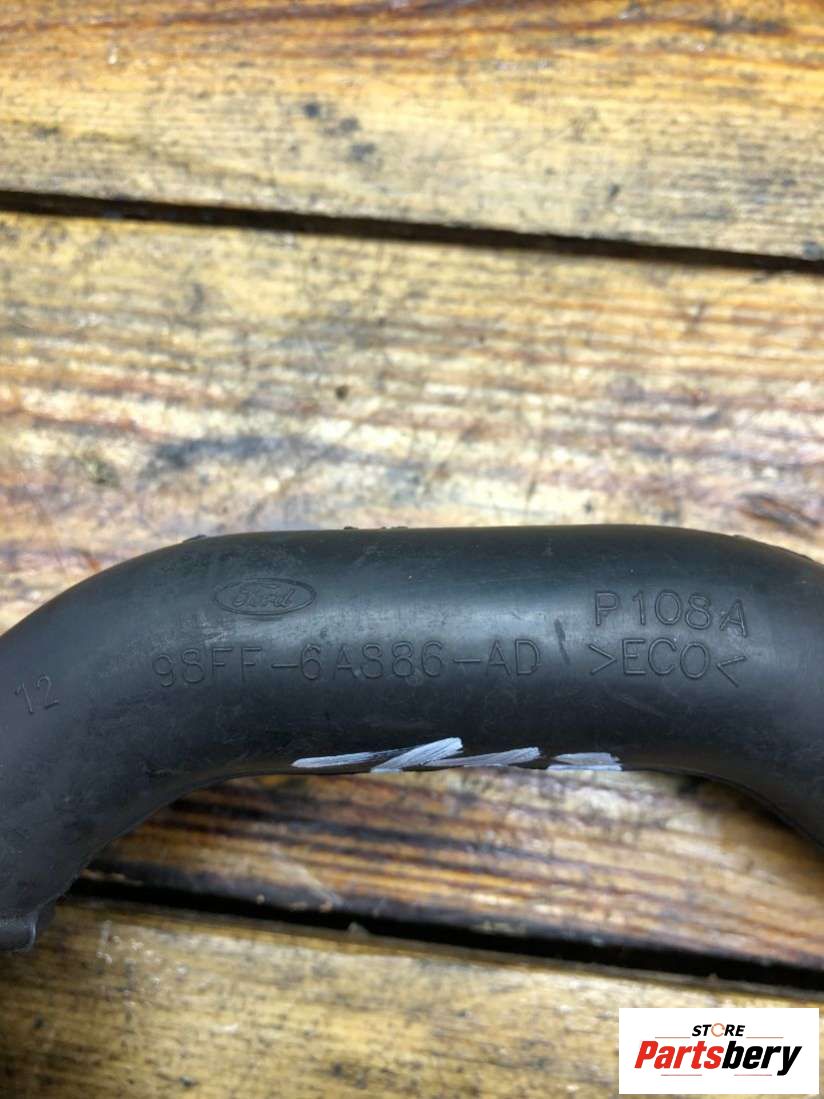 Ford
P108A
98FF-6A886-AD
>ECO<
12
STORE
Partsbery